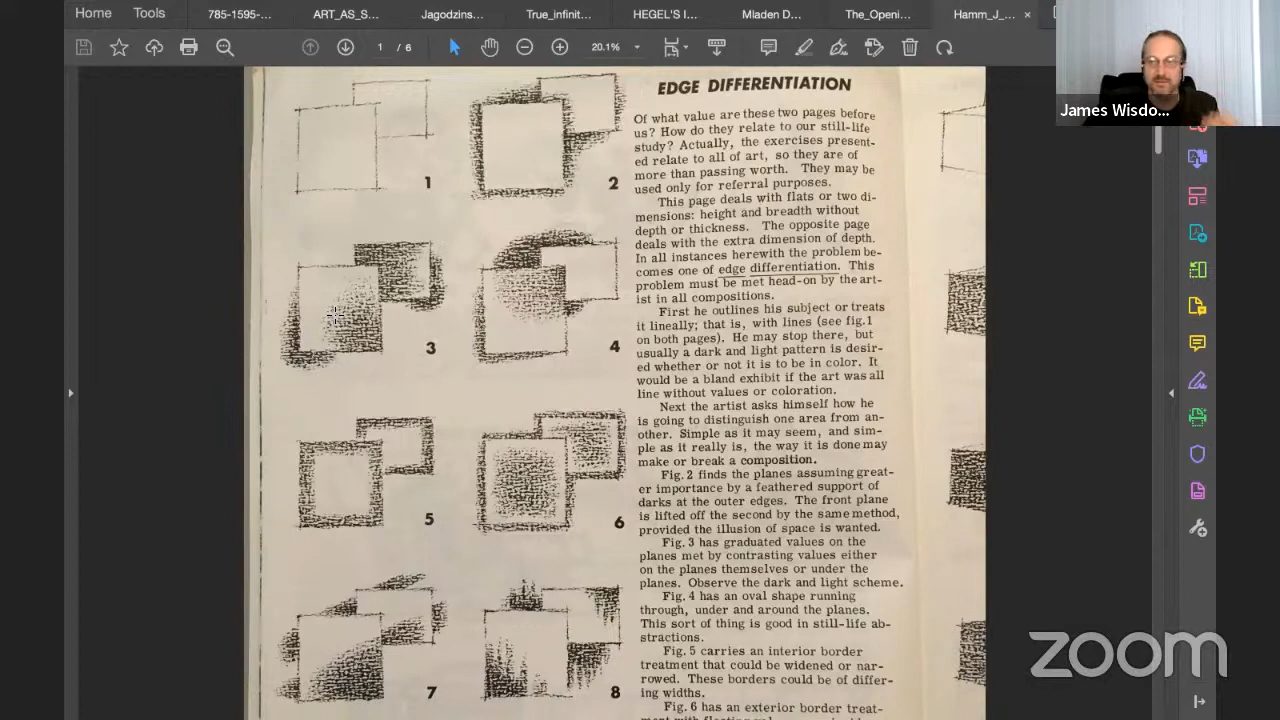 Home
Tools
785-1595-...
ART_AS_S...
Jagodzins...
True_infinit...
HEGEL'S I...
Mladen D...
The_Openi...
Hamm_J_...
1 / 6
20.1%
James Wisdo...
1
2
3
4
5
6
7
8
EDGE DIFFERENTIATION
Of what value are these two pages before
us? How do they relate to our still-life
study? Actually, the exercises present-
ed relate to all of art, so they are of
more than passing worth. They may be
used only for referral purposes.
This page deals with flats or two di-
mensions: height and breadth without
depth or thickness. The opposite page
deals with the extra dimension of depth.
In all instances herewith the problem be-
comes one of edge differentiation. This
problem must be met head-on by the art-
ist in all compositions.
First he outlines his subject or treats
it lineally; that is, with lines (see fig.1
on both pages). He may stop there, but
usually a dark and light pattern is desir-
ed whether or not it is to be in color. It
would be a bland exhibit if the art was all
line without values or coloration.
Next the artist asks himself how he
is going to distinguish one area from an-
other. Simple as it may seem, and sim-
ple as it really is, the way it is done may
make or break a composition.
Fig. 2 finds the planes assuming great-
er importance by a feathered support of
darks at the outer edges. The front plane
is lifted off the second by the same method,
provided the illusion of space is wanted.
Fig. 3 has graduated values on the
planes met by contrasting values either
on the planes themselves or under the
planes. Observe the dark and light scheme.
Fig. 4 has an oval shape running
through, under and around the planes.
This sort of thing is good in still-life ab-
stractions.
Fig. 5 carries an interior border
treatment that could be widened or nar-
rowed. These borders could be of differ-
ing widths.
Fig. 6 has an exterior border treat-
zoom